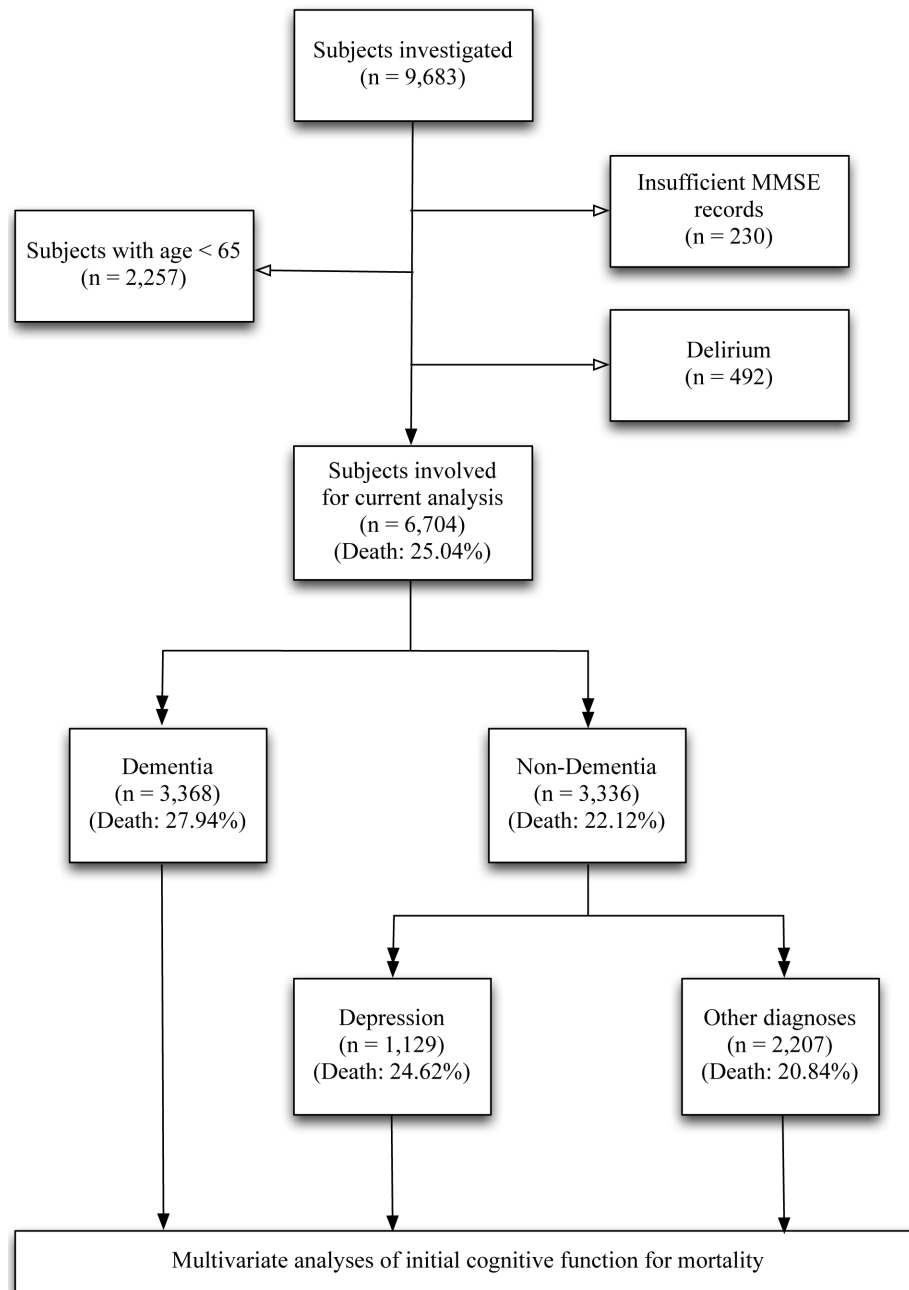 Subjects investigated
(n = 9,683)
Insufficient MMSE
records
(n = 230)
Subjects with age < 65
(n = 2,257)
Delirium
(n = 492)
Subjects involved
for current analysis
(n = 6,704)
(Death: 25.04%)
Dementia
(n = 3,368)
(Death: 27.94%)
Non-Dementia
(n = 3,336)
(Death: 22.12%)
Depression
(n = 1,129)
(Death: 24.62%)
Other diagnoses
(n = 2,207)
(Death: 20.84%)
Multivariate analyses of initial cognitive function for mortality